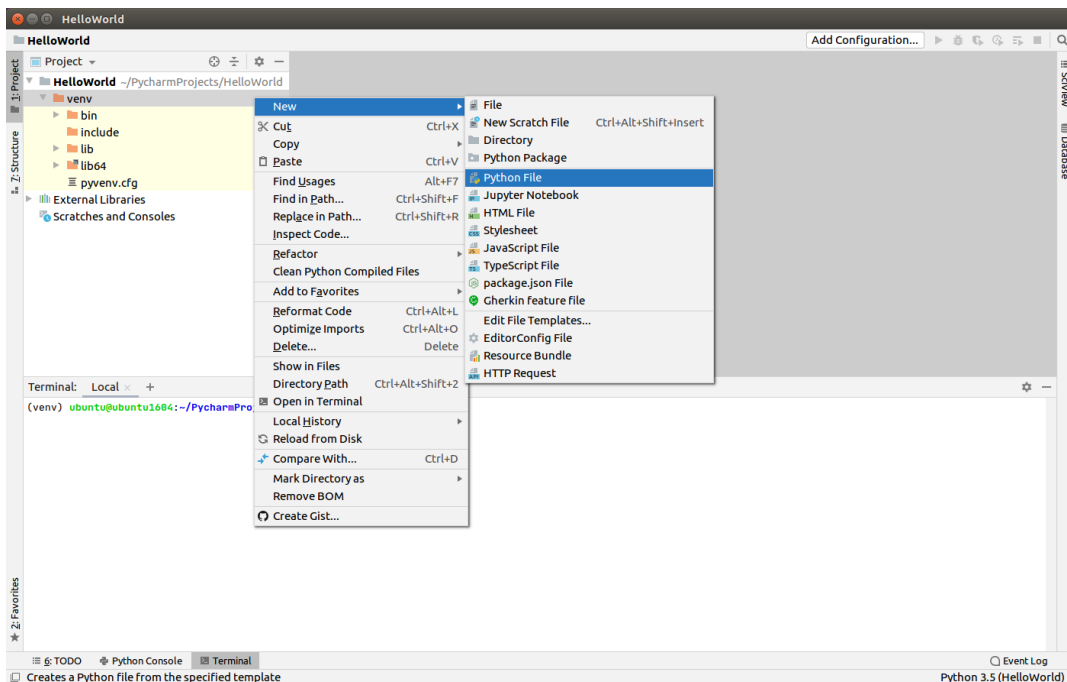 HelloWorld
HelloWorld
Add Configuration...
1: Project
Project
HelloWorld ~/PycharmProjects/HelloWorld
venv
bin
include
lib
lib64
pyvenv.cfg
External Libraries
Scratches and Consoles
7: Structure
SciView
Database
New
Cut Ctrl+X
Copy
Paste Ctrl+V
Find Usages Alt+F7
Find in Path... Ctrl+Shift+F
Replace in Path... Ctrl+Shift+R
Inspect Code...
Refactor
Clean Python Compiled Files
Add to Favorites
Reformat Code Ctrl+Alt+L
Optimize Imports Ctrl+Alt+O
Delete... Delete
Show in Files
Directory Path Ctrl+Alt+Shift+2
Open in Terminal
Local History
Reload from Disk
Compare With... Ctrl+D
Mark Directory as
Remove BOM
Create Gist...
File
New Scratch File Ctrl+Alt+Shift+Insert
Directory
Python Package
Python File
Jupyter Notebook
HTML File
Stylesheet
JavaScript File
TypeScript File
package.json File
Gherkin feature file
Edit File Templates...
EditorConfig File
Resource Bundle
HTTP Request
Terminal: Local × +
(venv) ubuntu@ubuntu1604:~/PycharmPro
2: Favorites
6: TODO Python Console Terminal
Event Log
Creates a Python file from the specified template
Python 3.5 (HelloWorld)